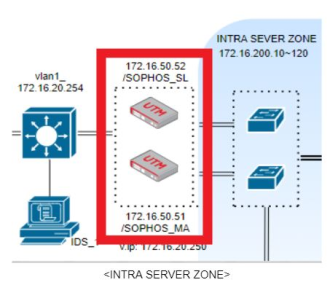 INTRA SEVER ZONE
172.16.200.10~120
172.16.50.52
/SOPHOS_SL
vlan1_
172.16.20.254
UTM
UTM
172.16.50.51
/SOPHOS_MA
IDS_
v.ip: 172.16.20.250
<INTRA SERVER ZONE>